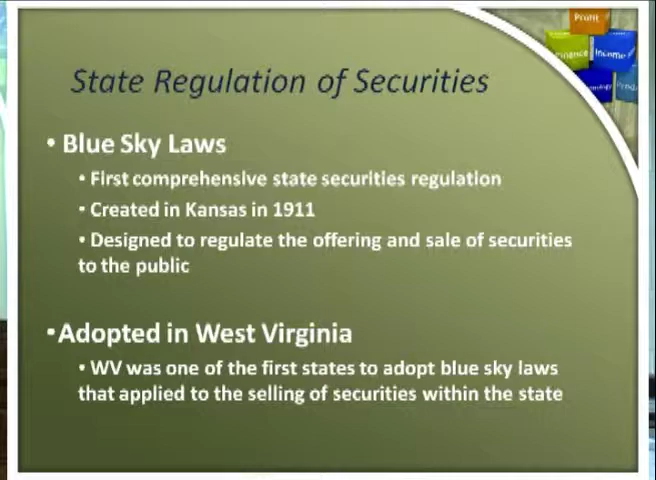 Profit
Finance Income
State Regulation of Securities
• Blue Sky Laws
• First comprehensive state securities regulation
• Created in Kansas in 1911
• Designed to regulate the offering and sale of securities
to the public
• Adopted in West Virginia
• WV was one of the first states to adopt blue sky laws
that applied to the selling of securities within the state